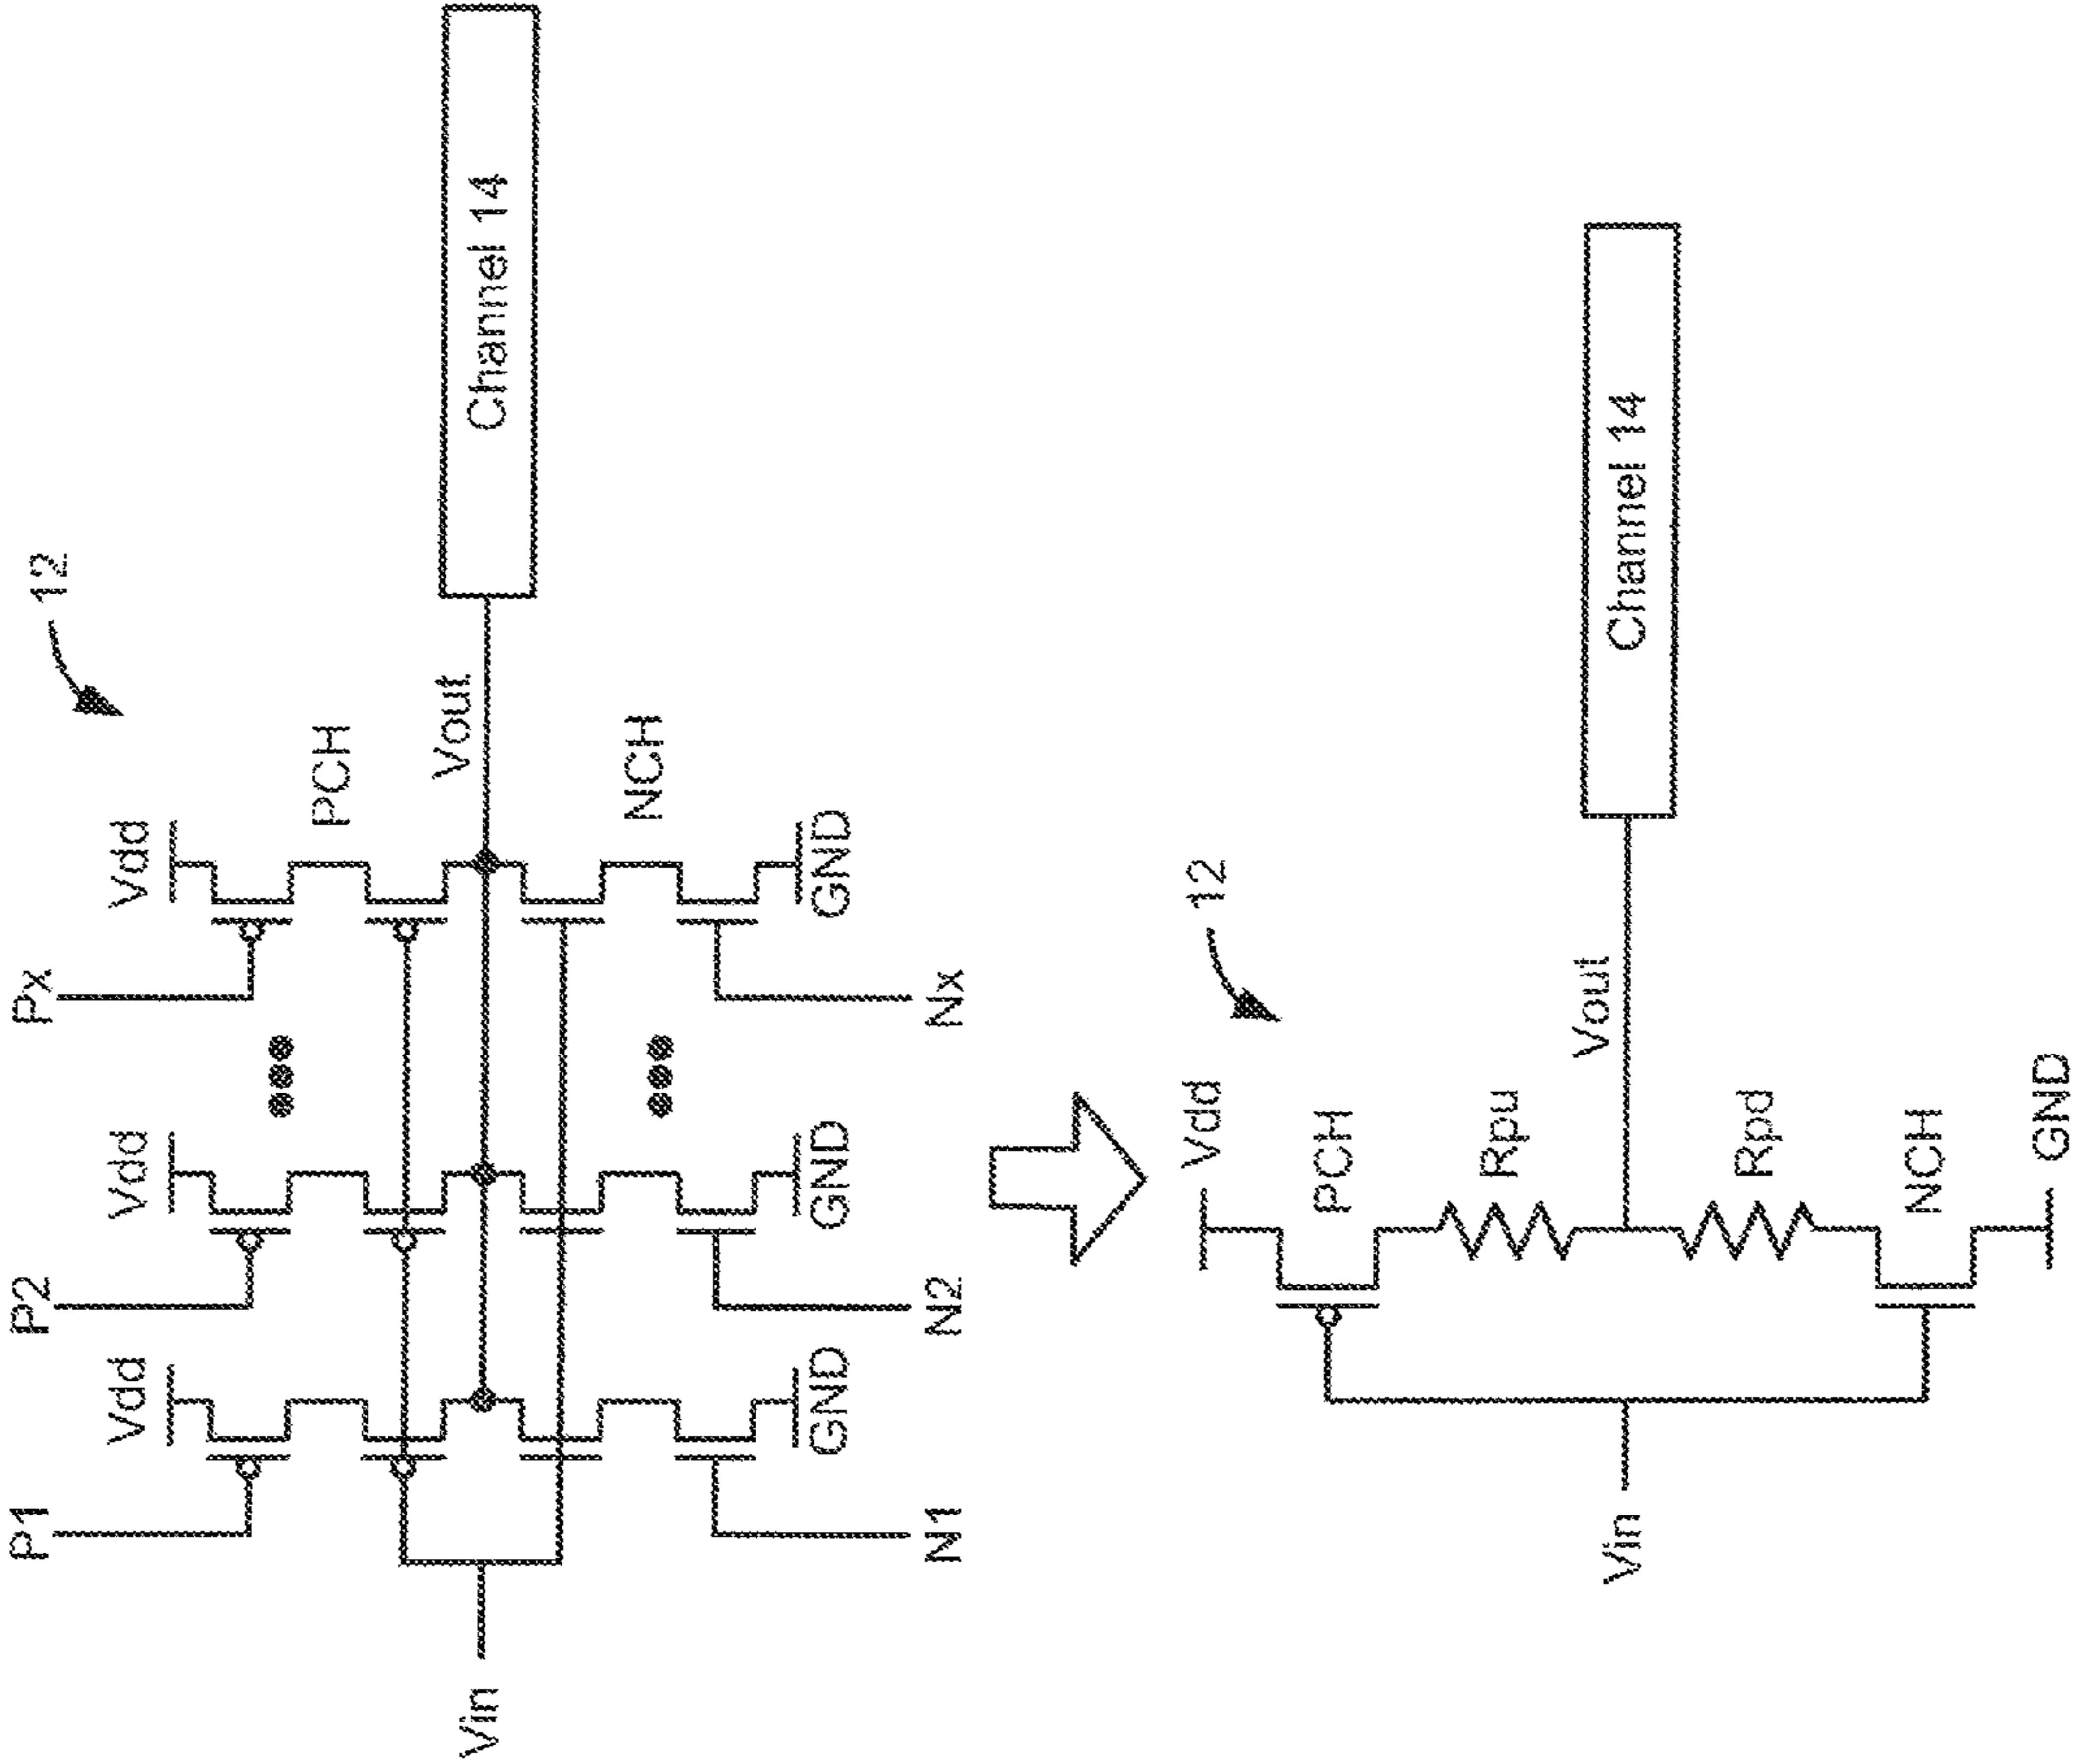 12
P1
P2
Px
Vdd
Vdd
Vdd
PCH
Vout
Channel 14
Vin
NCH
GND
GND
GND
N1
N2
Nx
12
Vdd
PCH
Rpu
Vout
Channel 14
Vin
Rpd
NCH
GND